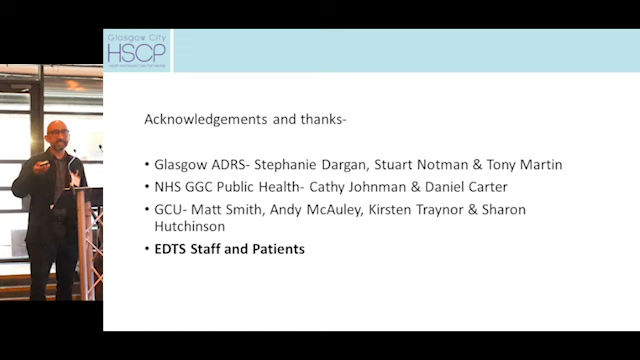 Glasgow City
HSCP
Acknowledgements and thanks-
• Glasgow ADRS- Stephanie Dargan, Stuart Notman & Tony Martin
• NHS GGC Public Health- Cathy Johnman & Daniel Carter
• GCU- Matt Smith, Andy McAuley, Kirsten Traynor & Sharon
Hutchinson
• EDTS Staff and Patients